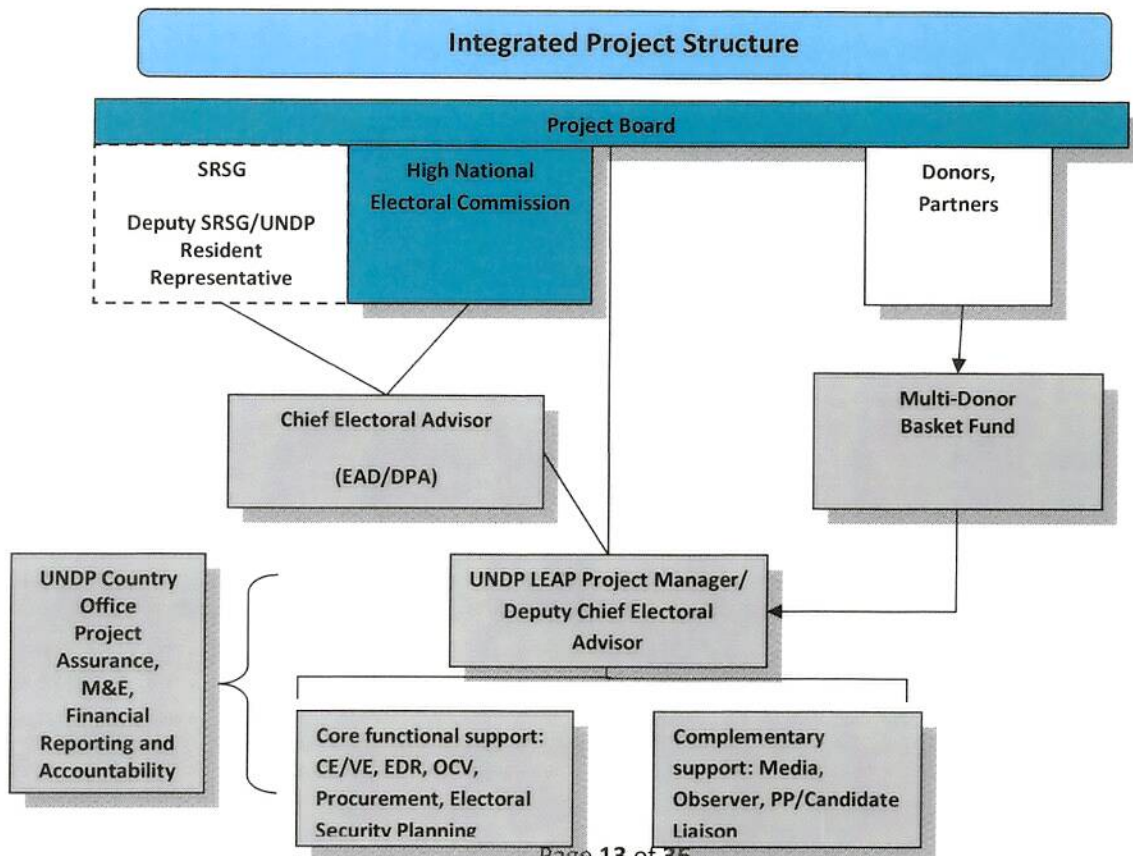 Integrated Project Structure
Project Board
SRSG
Deputy SRSG/UNDP
Resident
Representative
High National
Electoral Commission
Donors,
Partners
Chief Electoral Advisor
(EAD/DPA)
Multi-Donor
Basket Fund
UNDP Country
Office
Project
Assurance,
M&E,
Financial
Reporting and
Accountability
UNDP LEAP Project Manager/
Deputy Chief Electoral
Advisor
Core functional support:
CE/VE, EDR, OCV,
Procurement, Electoral
Security Planning
Complementary
support: Media,
Observer, PP/Candidate
Liaison
Page 13 of 36